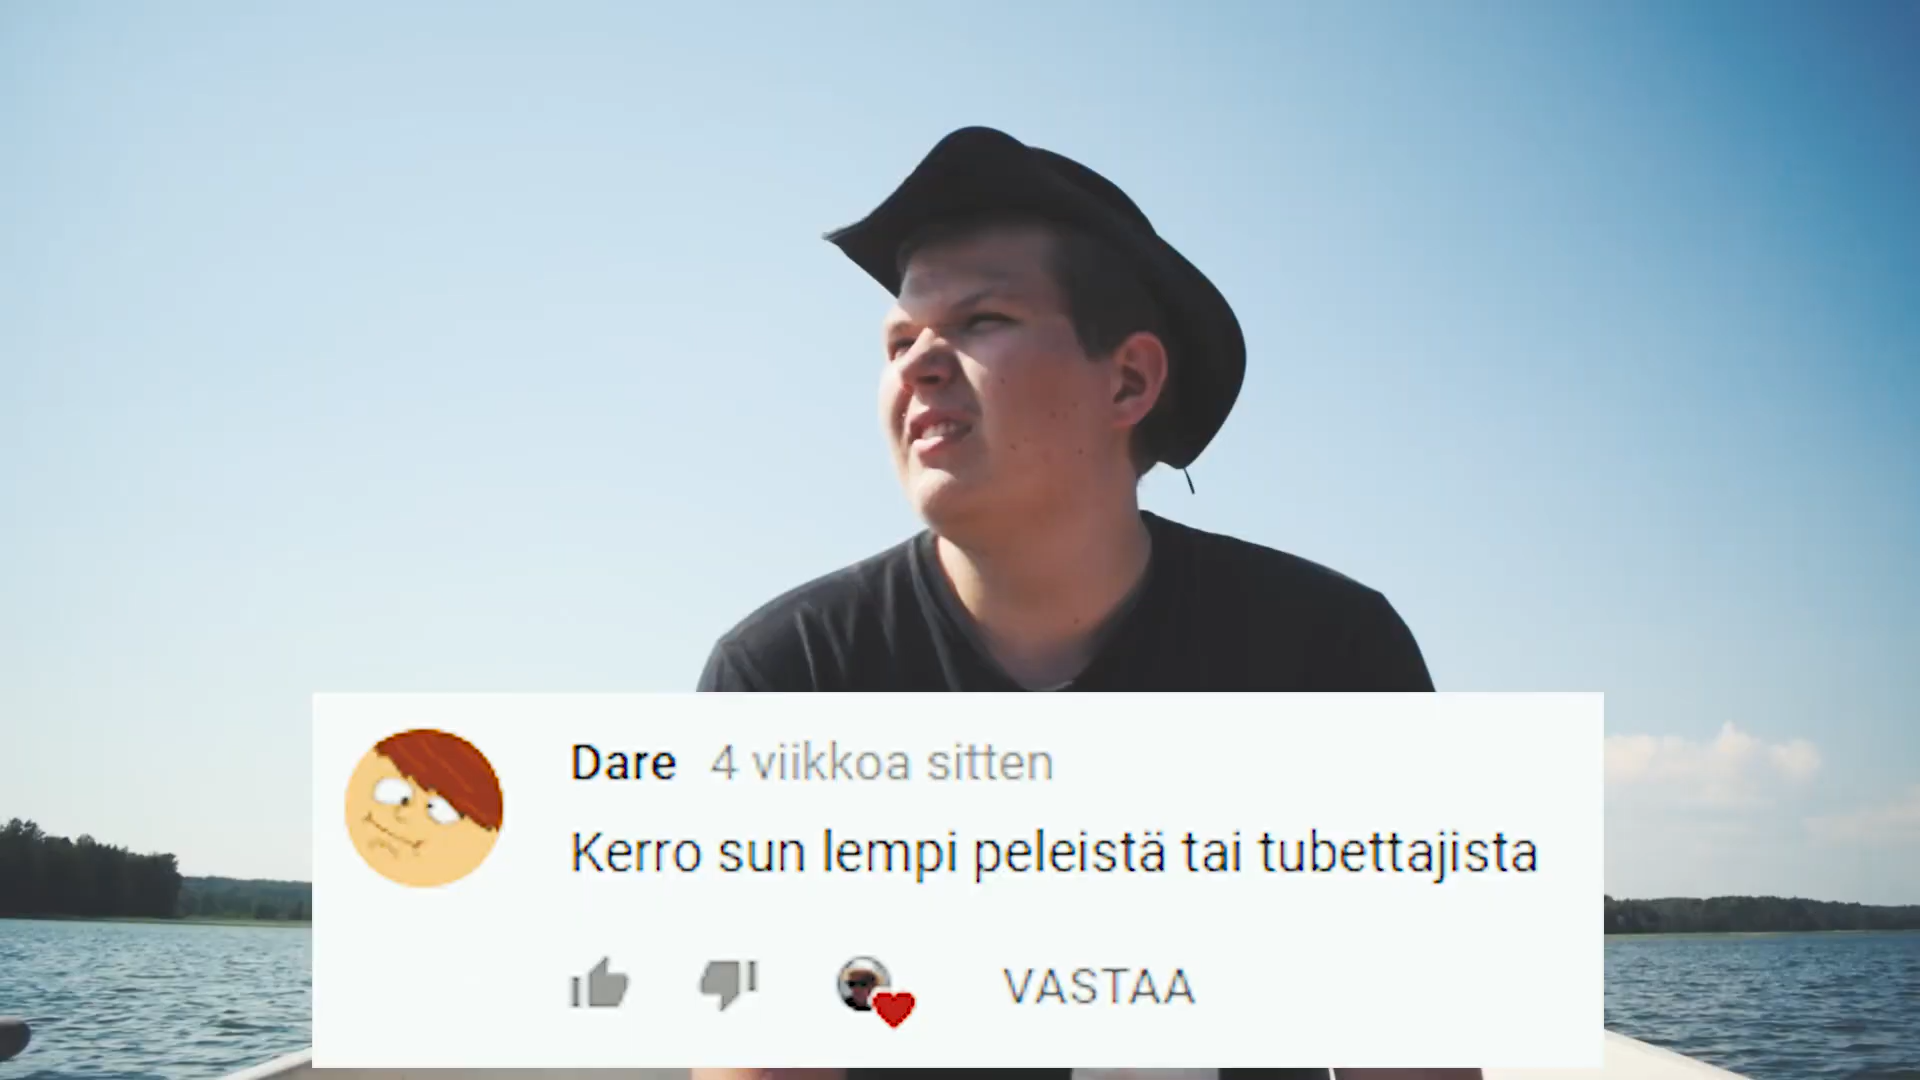 Dare 4 viikkoa sitten
Kerro sun lempi peleistä tai tubettajista
VASTAA